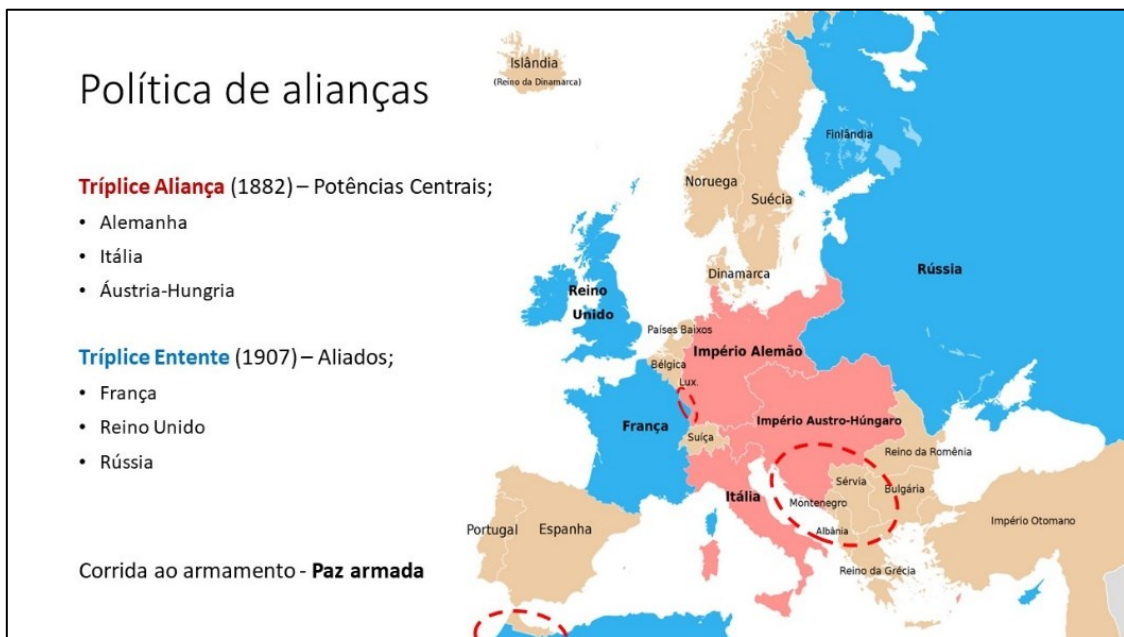 Política de alianças
Tríplice Aliança (1882) – Potências Centrais;
• Alemanha
• Itália
• Áustria-Hungria
Tríplice Entente (1907) – Aliados;
• França
• Reino Unido
• Rússia
Corrida ao armamento - Paz armada
Islândia
(Reino da Dinamarca)
Finlândia
Noruega
Suécia
Rússia
Dinamarca
Reino
Unido
Países Baixos
Império Alemão
Bélgica
Lux.
França
Império Austro-Húngaro
Suíça
Reino da Romênia
Sérvia
Bulgária
Itália
Montenegro
Portugal
Espanha
Albânia
Império Otomano
Reino da Grécia